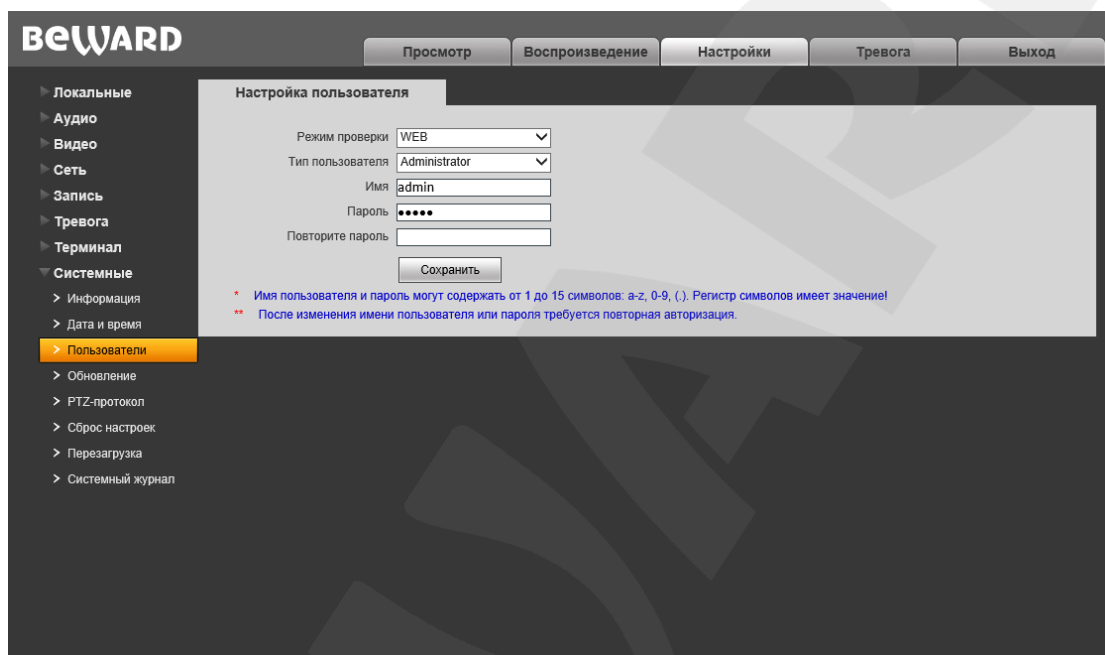 BEWARD
Просмотр Воспроизведение Настройки Тревога Выход
Локальные
Аудио
Видео
Сеть
Запись
Тревога
Терминал
Системные
> Информация
> Дата и время
> Пользователи
> Обновление
> PTZ-протокол
> Сброс настроек
> Перезагрузка
> Системный журнал
Настройка пользователя
Режим проверки WEB
Тип пользователя Administrator
Имя admin
Пароль •••••
Повторите пароль
Сохранить
* Имя пользователя и пароль могут содержать от 1 до 15 символов: a-z, 0-9, (.). Регистр символов имеет значение!
** После изменения имени пользователя или пароля требуется повторная авторизация.